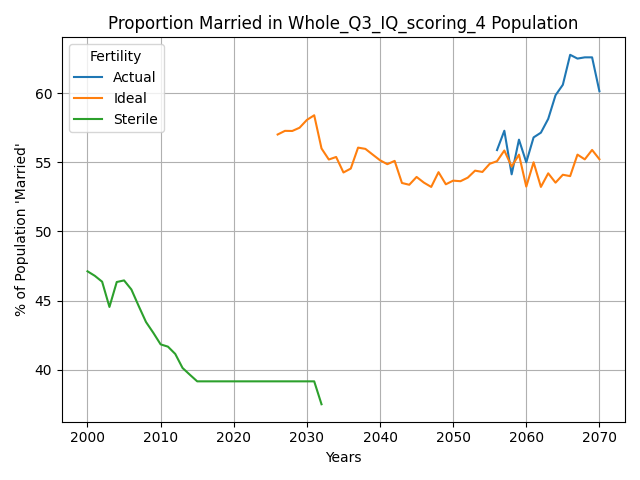 Proportion Married in Whole_Q3_IQ_scoring_4 Population
Fertility
Actual
Ideal
Sterile
% of Population 'Married'
60
55
50
45
40
2000
2010
2020
2030
2040
2050
2060
2070
Years